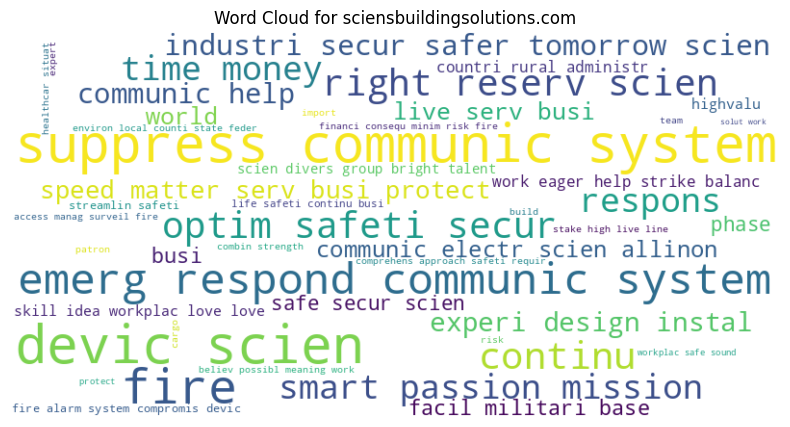 Word Cloud for sciensbuildingsolutions.com
industri secur safer tomorrow scien
time money
countri rural administr
right reserv scien
communic help
healthcar situat
expert
world
import
live serv busi
highvalu
environ local counti state feder
financi consequ minim risk fire
team
solut work
suppress communic system
scien divers group bright talent
work eager help strike balanc
speed matter serv busi protect
streamlin safeti
life safeti continu busi
respons
access manag surveil fire
optim safeti secur
build
stake high live line
phase
patron
combin strength
communic electr scien allinon
busi
comprehens approach safeti requir
emerg respond communic system
safe secur scien
skill idea workplac love love
experi design instal
cargo
devic scien
risk
continu
workplac safe sound
believ possibl meaning work
protect
fire
smart passion mission
fire alarm system compromis devic
facil militari base